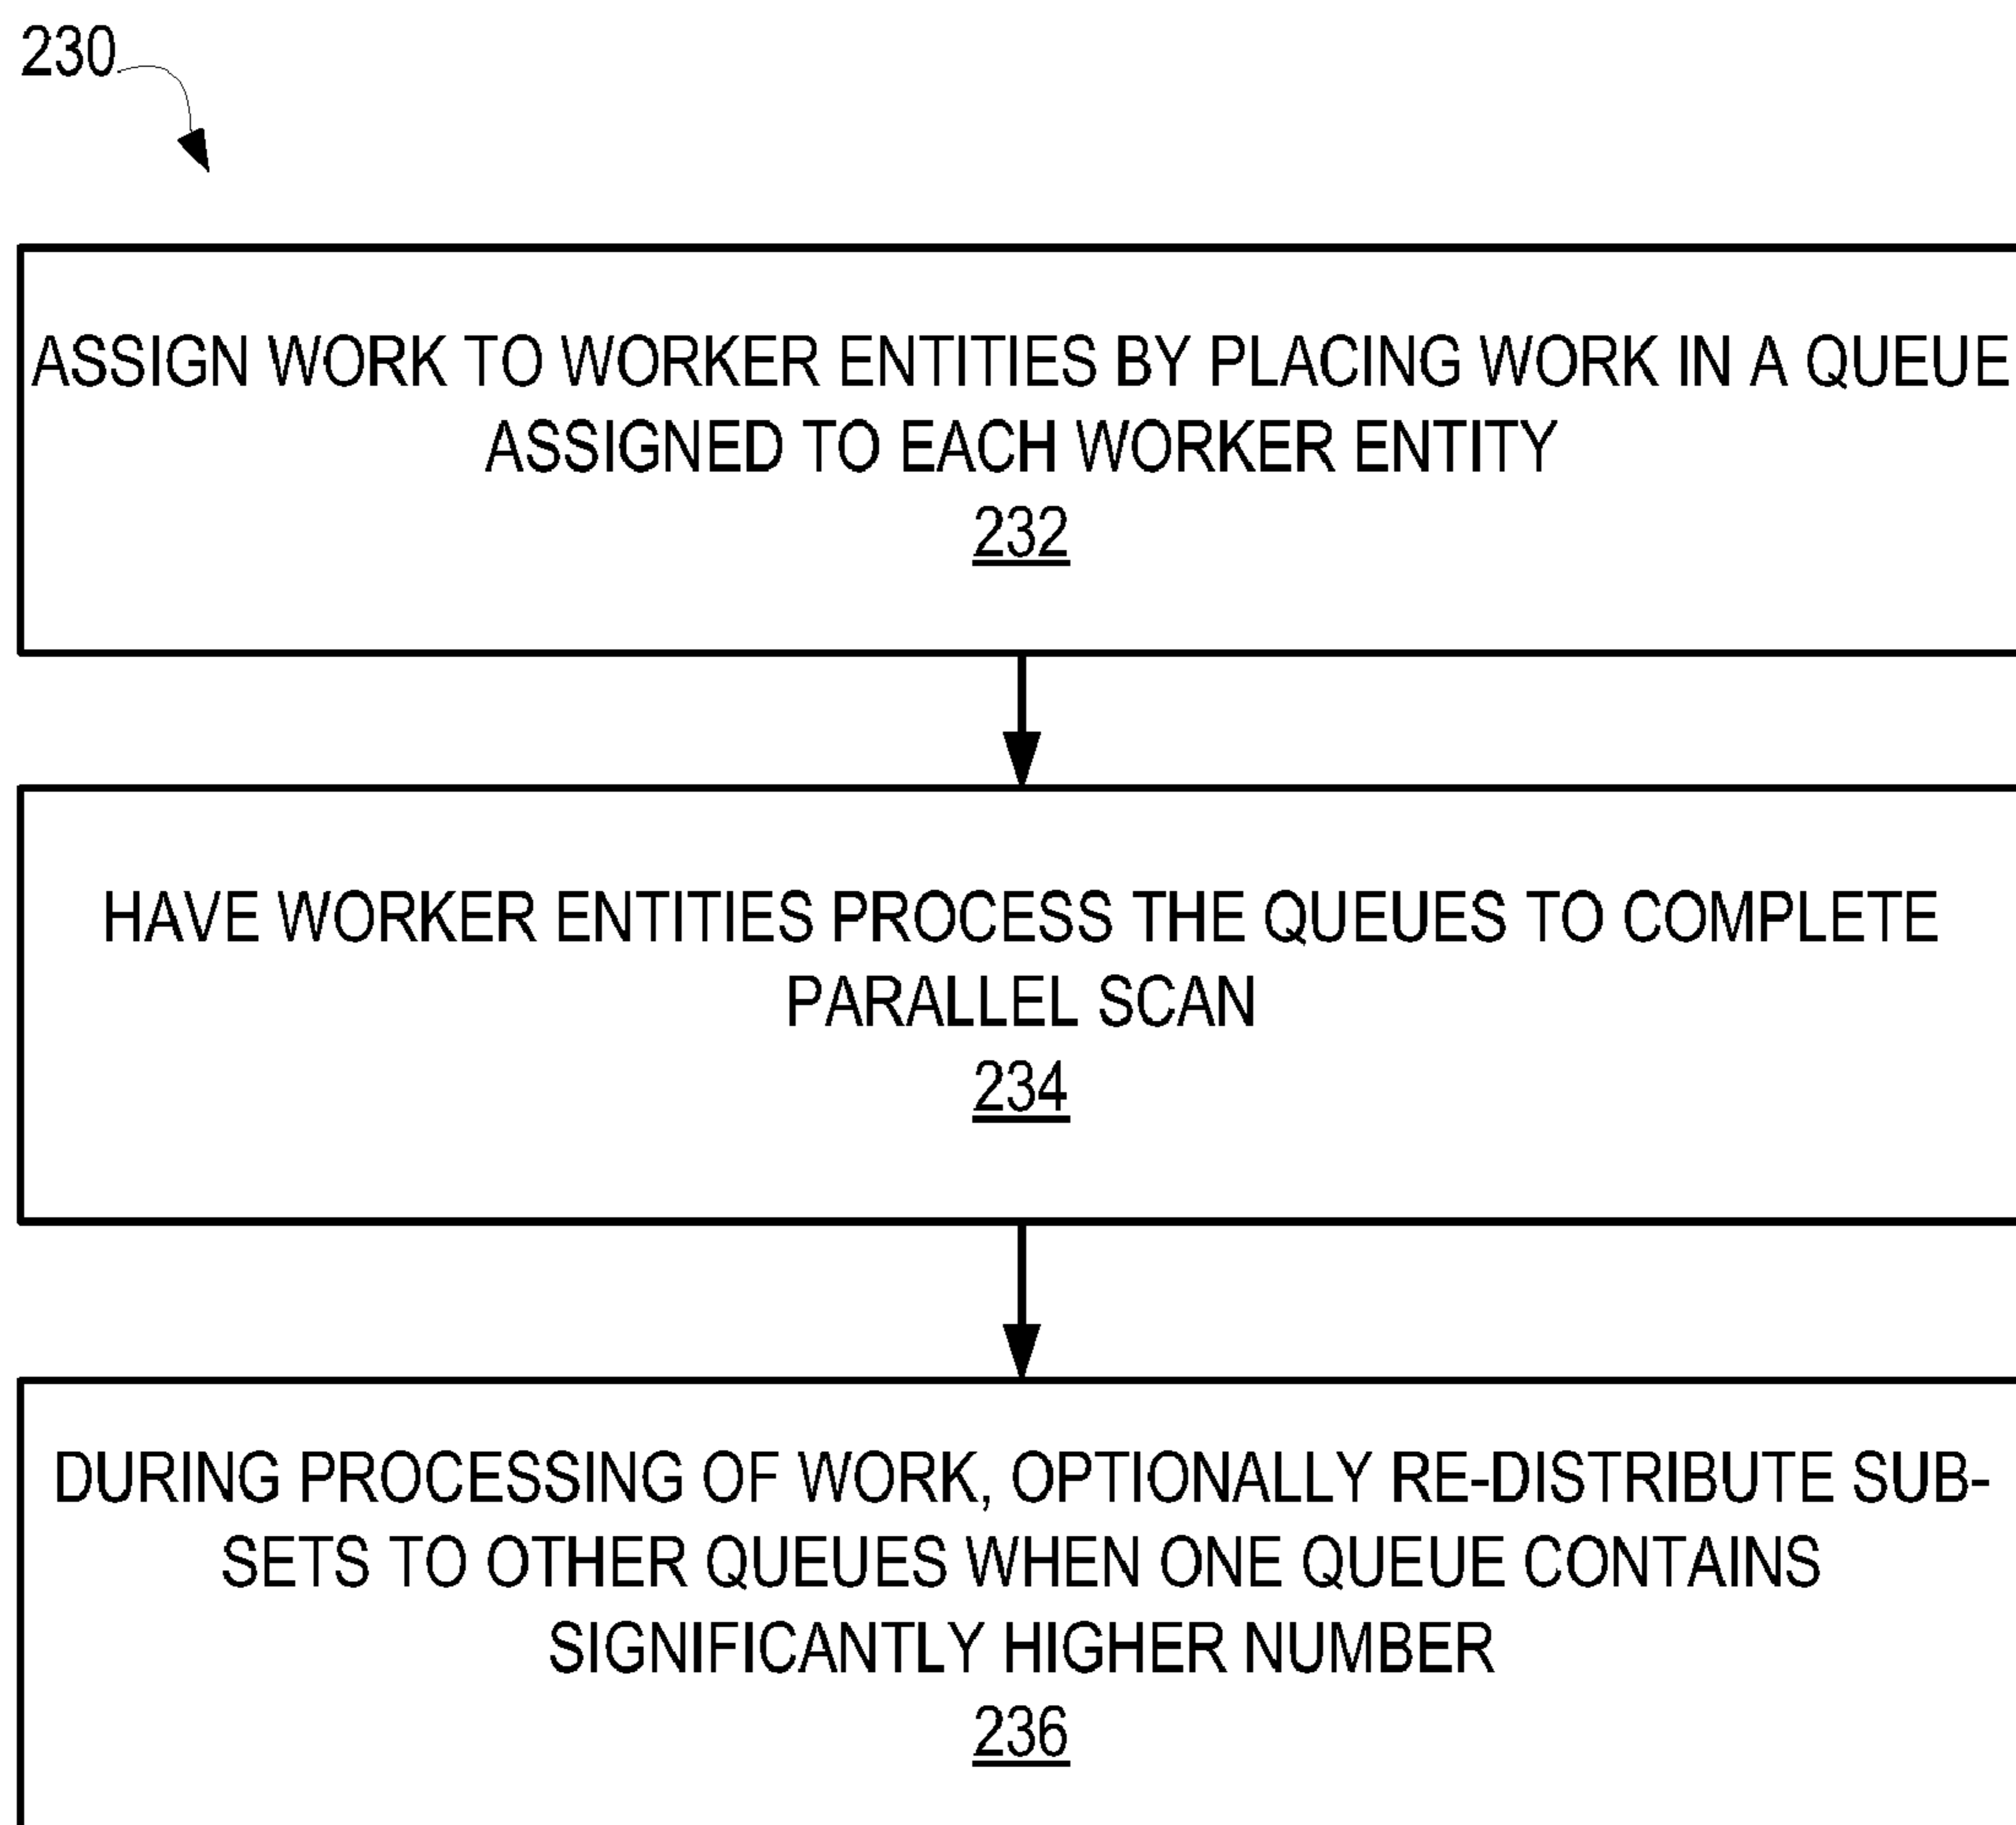 230
ASSIGN WORK TO WORKER ENTITIES BY PLACING WORK IN A QUEUE
ASSIGNED TO EACH WORKER ENTITY
232
HAVE WORKER ENTITIES PROCESS THE QUEUES TO COMPLETE
PARALLEL SCAN
234
DURING PROCESSING OF WORK, OPTIONALLY RE-DISTRIBUTE SUB-
SETS TO OTHER QUEUES WHEN ONE QUEUE CONTAINS
SIGNIFICANTLY HIGHER NUMBER
236